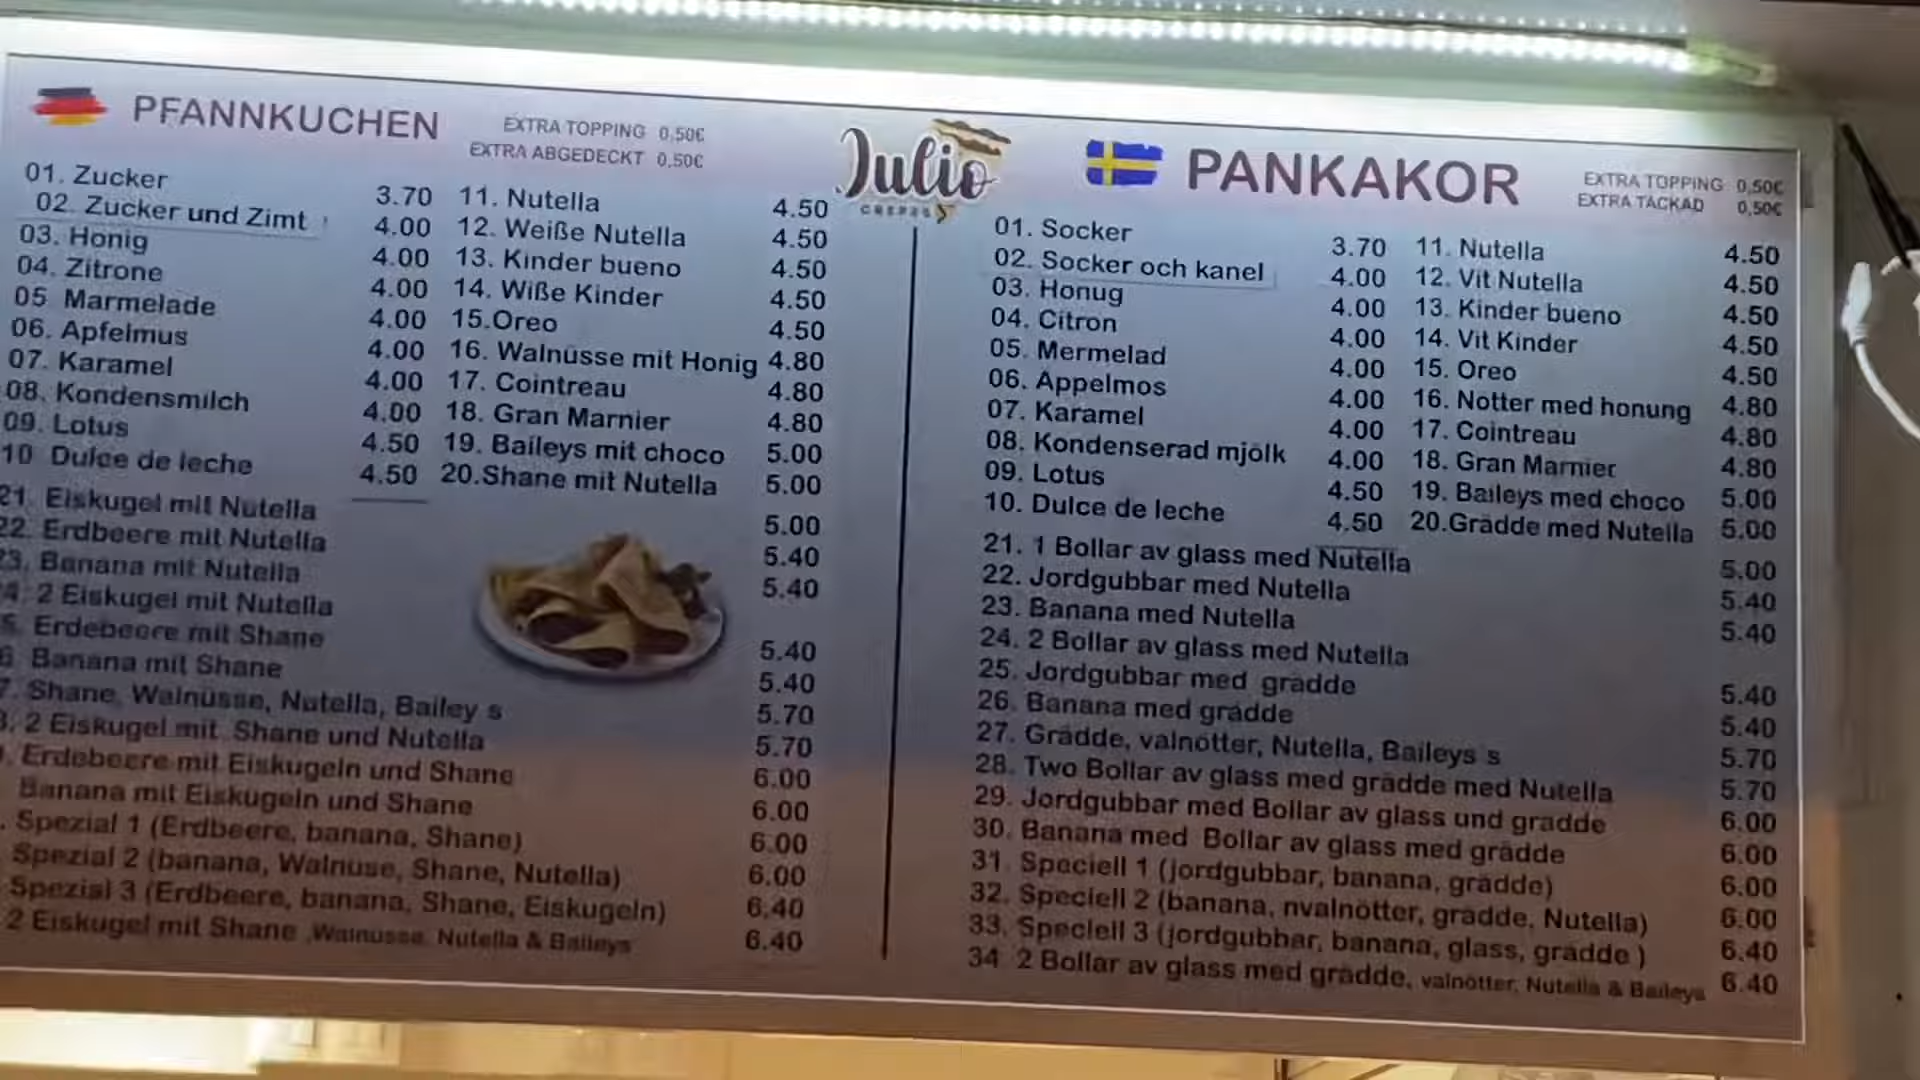 PFANNKUCHEN
EXTRA TOPPING 0,50€
EXTRA ABGEDECKT 0,50€
01. Zucker 3.70
02. Zucker und Zimt 4.00
03. Honig 4.00
04. Zitrone 4.00
05 Marmelade 4.00
06. Apfelmus 4.00
07. Karamel 4.00
08. Kondensmilch 4.00
09. Lotus 4.50
10 Dulce de leche 4.50
11. Nutella 4.50
12. Weiße Nutella 4.50
13. Kinder bueno 4.50
14. Wiße Kinder 4.50
15.Oreo 4.50
16. Walnüsse mit Honig 4.80
17. Cointreau 4.80
18. Gran Marnier 4.80
19. Baileys mit choco 5.00
20.Shane mit Nutella 5.00
21. Eiskugel mit Nutella 5.00
22. Erdbeere mit Nutella 5.40
23. Banana mit Nutella 5.40
4. 2 Eiskugel mit Nutella
5. Erdebeere mit Shane 5.40
6 Banana mit Shane 5.40
7. Shane, Walnüsse, Nutella, Bailey s 5.70
8. 2 Eiskugel mit Shane und Nutella 5.70
. Erdebeere mit Eiskugeln und Shane 6.00
Banana mit Eiskugeln und Shane 6.00
. Spezial 1 (Erdbeere, banana, Shane) 6.00
Spezial 2 (banana, Walnuse, Shane, Nutella) 6.00
Spezial 3 (Erdbeere, banana, Shane, Eiskugeln) 6.40
2 Eiskugel mit Shane ,Walnusse, Nutella & Baileys 6.40
Julio
CREPES
PANKAKOR
EXTRA TOPPING 0,50€
EXTRA TÄCKAD 0,50€
01. Socker 3.70
02. Socker och kanel 4.00
03. Honug 4.00
04. Citron 4.00
05. Mermelad 4.00
06. Appelmos 4.00
07. Karamel 4.00
08. Kondenserad mjölk 4.00
09. Lotus 4.50
10. Dulce de leche 4.50
11. Nutella 4.50
12. Vit Nutella 4.50
13. Kinder bueno 4.50
14. Vit Kinder 4.50
15. Oreo 4.50
16. Notter med honung 4.80
17. Cointreau 4.80
18. Gran Marnier 4.80
19. Baileys med choco 5.00
20.Grädde med Nutella 5.00
21. 1 Bollar av glass med Nutella 5.00
22. Jordgubbar med Nutella 5.40
23. Banana med Nutella 5.40
24. 2 Bollar av glass med Nutella
25. Jordgubbar med grädde 5.40
26. Banana med grädde 5.40
27. Grädde, valnötter, Nutella, Baileys s 5.70
28. Two Bollar av glass med grädde med Nutella 5.70
29. Jordgubbar med Bollar av glass und gradde 6.00
30. Banana med Bollar av glass med grädde 6.00
31. Speciell 1 (jordgubbar, banana, grädde) 6.00
32. Speciell 2 (banana, nvalnötter, grädde, Nutella) 6.00
33. Speciell 3 (jordgubbar, banana, glass, grädde ) 6.40
34 2 Bollar av glass med grädde, valnötter, Nutella & Baileys 6.40